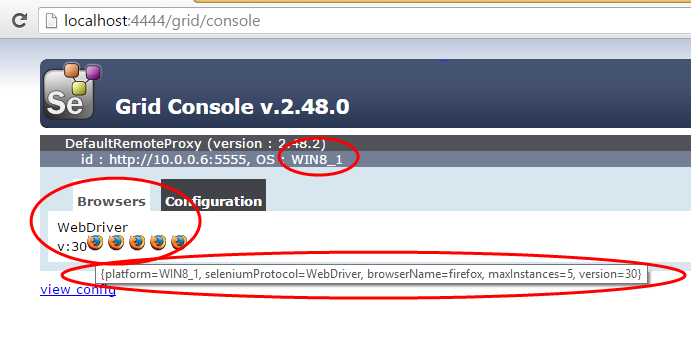 localhost:4444/grid/console
Se
Grid Console v.2.48.0
DefaultRemoteProxy (version : 2.48.2)
id : http://10.0.0.6:5555, OS : WIN8_1
Browsers Configuration
WebDriver
v:30
{platform=WIN8_1, seleniumProtocol=WebDriver, browserName=firefox, maxInstances=5, version=30}
view config